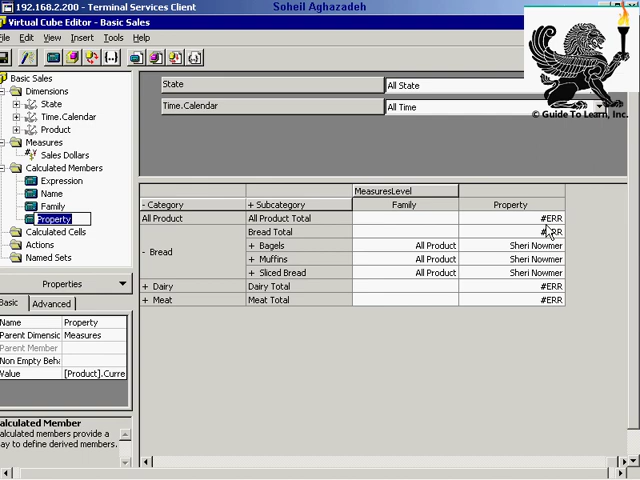 192.168.2.200 - Terminal Services Client
Soheil Aghazadeh
Virtual Cube Editor - Basic Sales
File Edit View Insert Tools Help
Basic Sales
Dimensions
State
Time.Calendar
Product
Measures
Sales Dollars
Calculated Members
Expression
Name
Family
Property
Calculated Cells
Actions
Named Sets
Properties
Basic Advanced
Name Property
Parent Dimensio Measures
Parent Member
Non Empty Beha
Value [Product].Curre
alculated Member
alculated members provide a
ay to define derived members.
State All State
Time.Calendar All Time
© Guide To Learn, Inc.
MeasuresLevel
- Category + Subcategory Family Property
All Product All Product Total #ERR
- Bread Bread Total #ERR
+ Bagels All Product Sheri Nowmer
+ Muffins All Product Sheri Nowmer
+ Sliced Bread All Product Sheri Nowmer
+ Dairy Dairy Total #ERR
+ Meat Meat Total #ERR